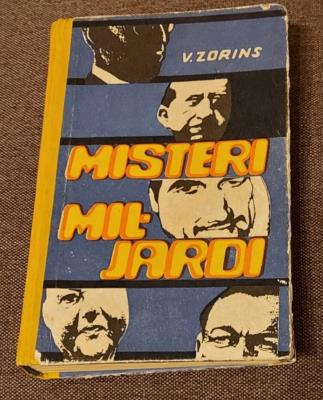 V. ZORINS
MISTERI
MIL-
JARDI